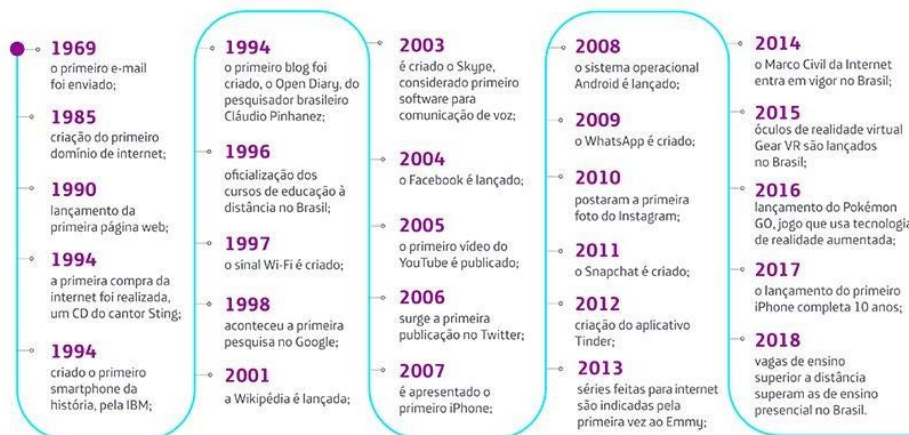 1969
o primeiro e-mail
foi enviado;
1985
criação do primeiro
domínio de internet;
1990
lançamento da
primeira página web;
1994
a primeira compra da
internet foi realizada,
um CD do cantor Sting;
1994
criado o primeiro
smartphone da
história, pela IBM;
1994
o primeiro blog foi
criado, o Open Diary, do
pesquisador brasileiro
Cláudio Pinhanez;
1996
oficialização dos
cursos de educação à
distância no Brasil;
1997
o sinal Wi-Fi é criado;
1998
aconteceu a primeira
pesquisa no Google;
2001
a Wikipédia é lançada;
2003
é criado o Skype,
considerado primeiro
software para
comunicação de voz;
2004
o Facebook é lançado;
2005
o primeiro vídeo do
YouTube é publicado;
2006
surge a primeira
publicação no Twitter;
2007
é apresentado o
primeiro iPhone;
2008
o sistema operacional
Android é lançado;
2009
o WhatsApp é criado;
2010
postaram a primeira
foto do Instagram;
2011
o Snapchat é criado;
2012
criação do aplicativo
Tinder;
2013
séries feitas para internet
são indicadas pela
primeira vez ao Emmy;
2014
o Marco Civil da Internet
entra em vigor no Brasil;
2015
óculos de realidade virtual
Gear VR são lançados
no Brasil;
2016
lançamento do Pokémon
GO, jogo que usa tecnologia
de realidade aumentada;
2017
o lançamento do primeiro
iPhone completa 10 anos;
2018
vagas de ensino
superior a distância
superam as de ensino
presencial no Brasil.